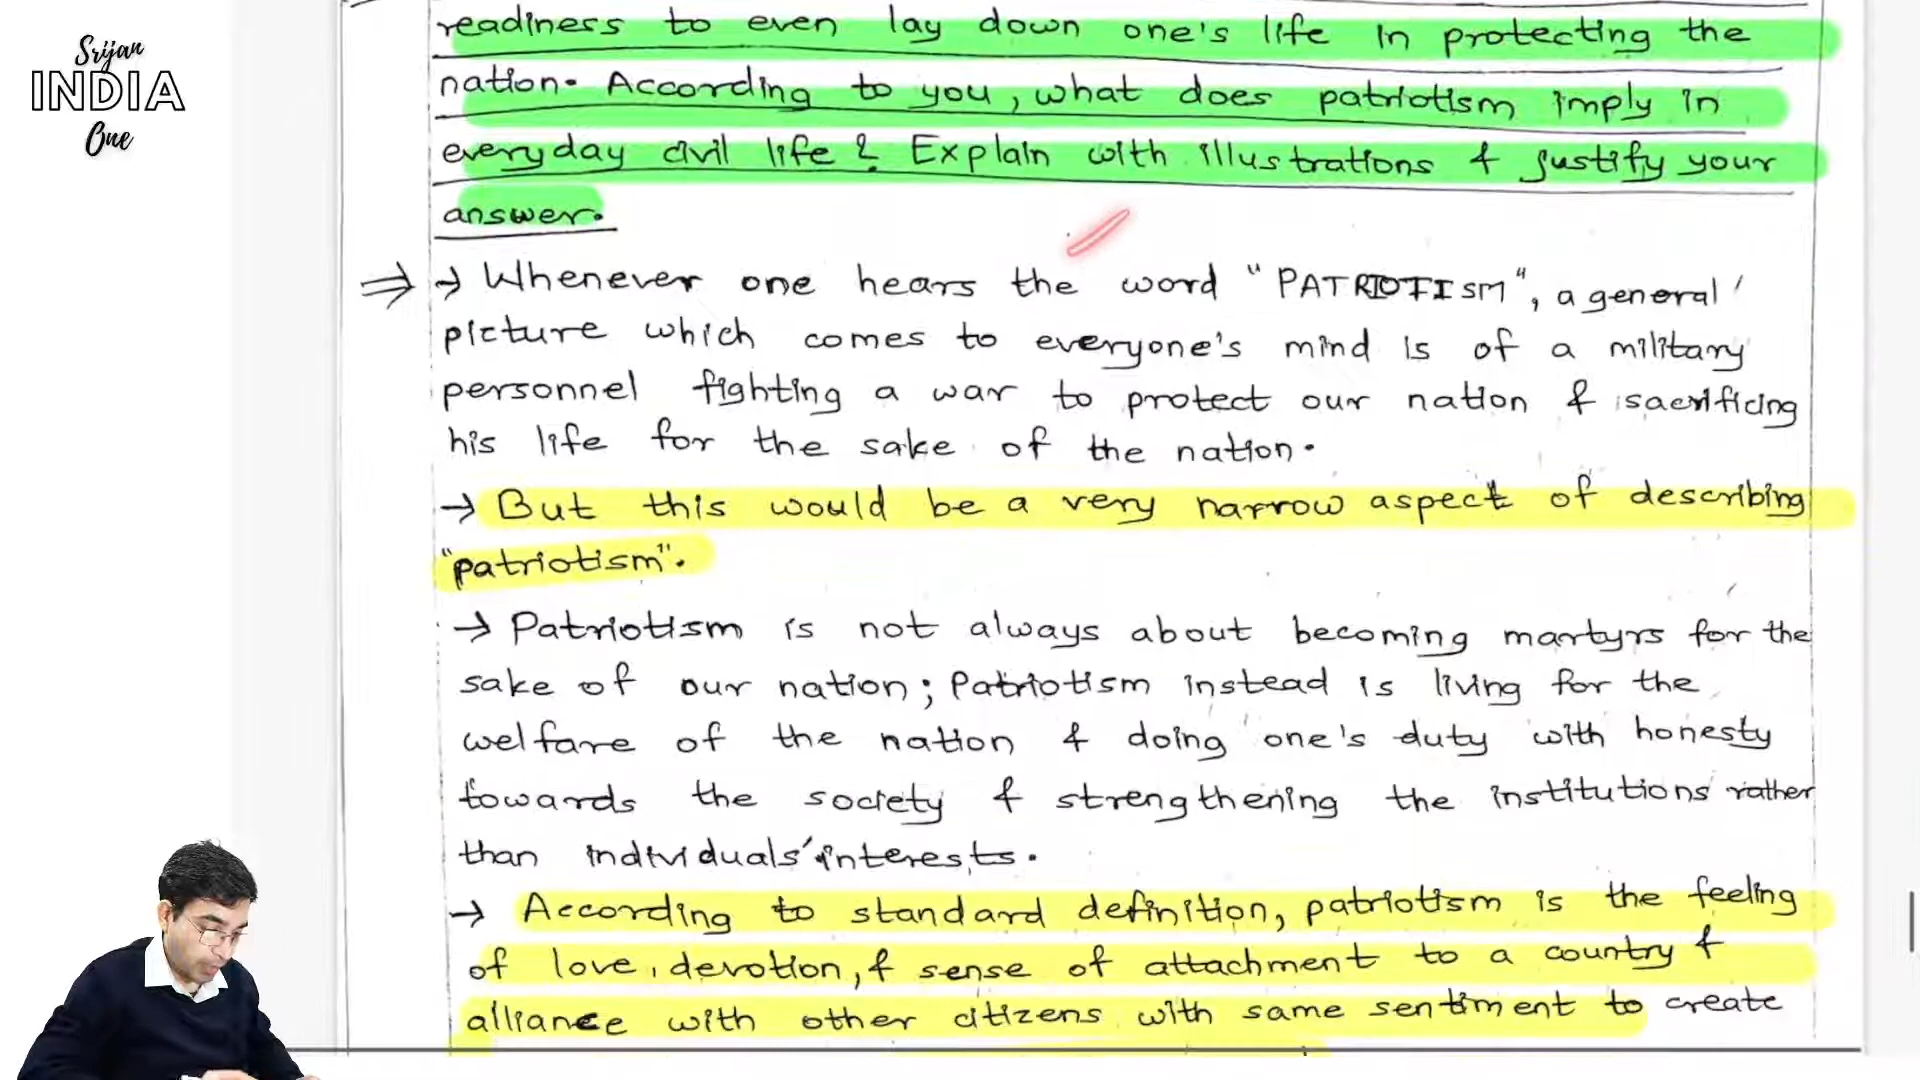 Srijan
INDIA
One
readiness to even lay down one's life in protecting the
nation. According to you, what does patriotism imply in
everyday civil life? Explain with illustrations & justify your
answer.
⇒ → Whenever one hears the word "PATRIOTISM", a general
picture which comes to everyone's mind is of a military
personnel fighting a war to protect our nation & sacrificing
his life for the sake of the nation.
→ But this would be a very narrow aspect of describing
"patriotism".
→ Patriotism is not always about becoming martyrs for the
sake of our nation; Patriotism instead is living for the
welfare of the nation & doing one's duty with honesty
towards the society & strengthening the institutions rather
than individuals' interests.
→ According to standard definition, patriotism is the feeling
of love, devotion, & sense of attachment to a country &
alliance with other citizens with same sentiment to create